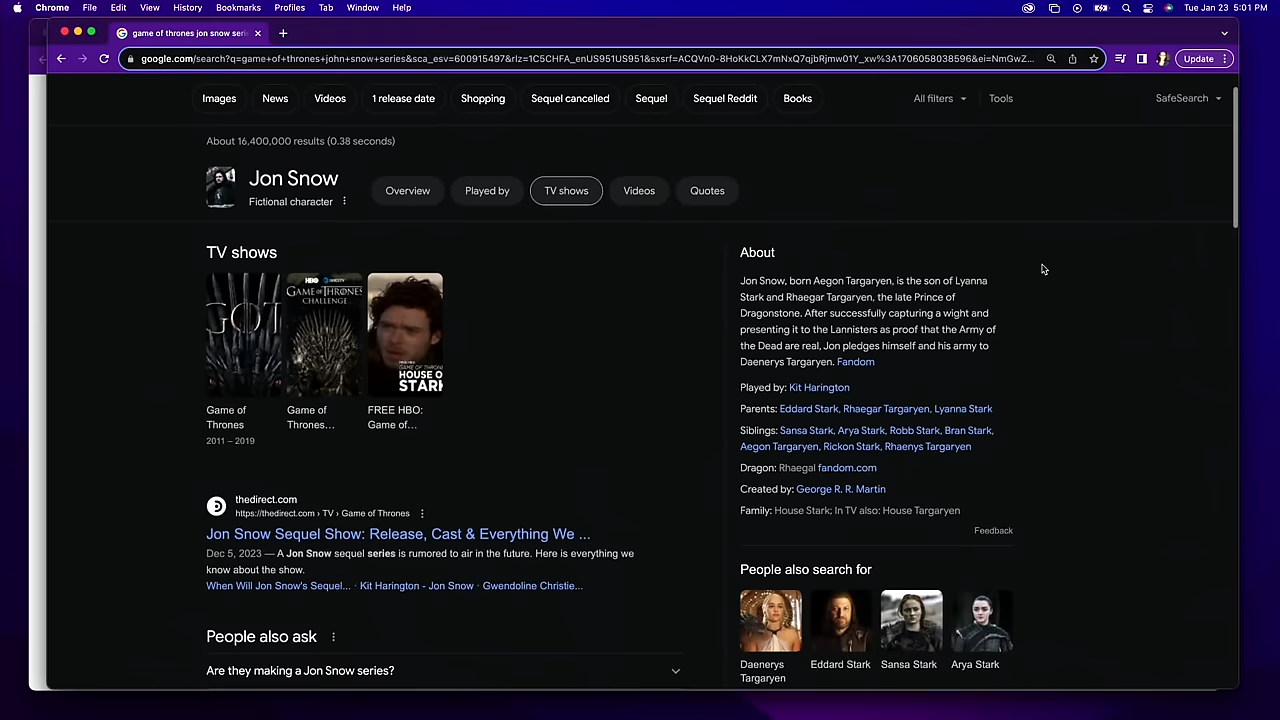 Chrome File Edit View History Bookmarks Profiles Tab Window Help Tue Jan 23 5:01 PM
game of thrones jon snow seri
google.com/search?q=game+of+thrones+john+snow+series&sca_esv=600915497&rlz=1C5CHFA_enUS951US951&sxsrf=ACQVn0-8HoKkCLX7mNxQ7qjbRjmw01Y_xw%3A1706058038596&ei=NmGwZ... Update
Images News Videos 1 release date Shopping Sequel cancelled Sequel Sequel Reddit Books All filters Tools SafeSearch
About 16,400,000 results (0.38 seconds)
Jon Snow
Fictional character
Overview Played by TV shows Videos Quotes
TV shows
GOT
HBO DIRECTV
GAME OF THRONES
CHALLENGE
HOUSE O
STARK
Game of
Thrones
2011 – 2019
Game of
Thrones...
FREE HBO:
Game of...
thedirect.com
https://thedirect.com › TV › Game of Thrones
Jon Snow Sequel Show: Release, Cast & Everything We ...
Dec 5, 2023 — A Jon Snow sequel series is rumored to air in the future. Here is everything we
know about the show.
When Will Jon Snow's Sequel... · Kit Harington - Jon Snow · Gwendoline Christie...
People also ask
Are they making a Jon Snow series?
About
Jon Snow, born Aegon Targaryen, is the son of Lyanna
Stark and Rhaegar Targaryen, the late Prince of
Dragonstone. After successfully capturing a wight and
presenting it to the Lannisters as proof that the Army of
the Dead are real, Jon pledges himself and his army to
Daenerys Targaryen. Fandom
Played by: Kit Harington
Parents: Eddard Stark, Rhaegar Targaryen, Lyanna Stark
Siblings: Sansa Stark, Arya Stark, Robb Stark, Bran Stark,
Aegon Targaryen, Rickon Stark, Rhaenys Targaryen
Dragon: Rhaegal fandom.com
Created by: George R. R. Martin
Family: House Stark; In TV also: House Targaryen
Feedback
People also search for
Daenerys
Targaryen
Eddard Stark
Sansa Stark
Arya Stark